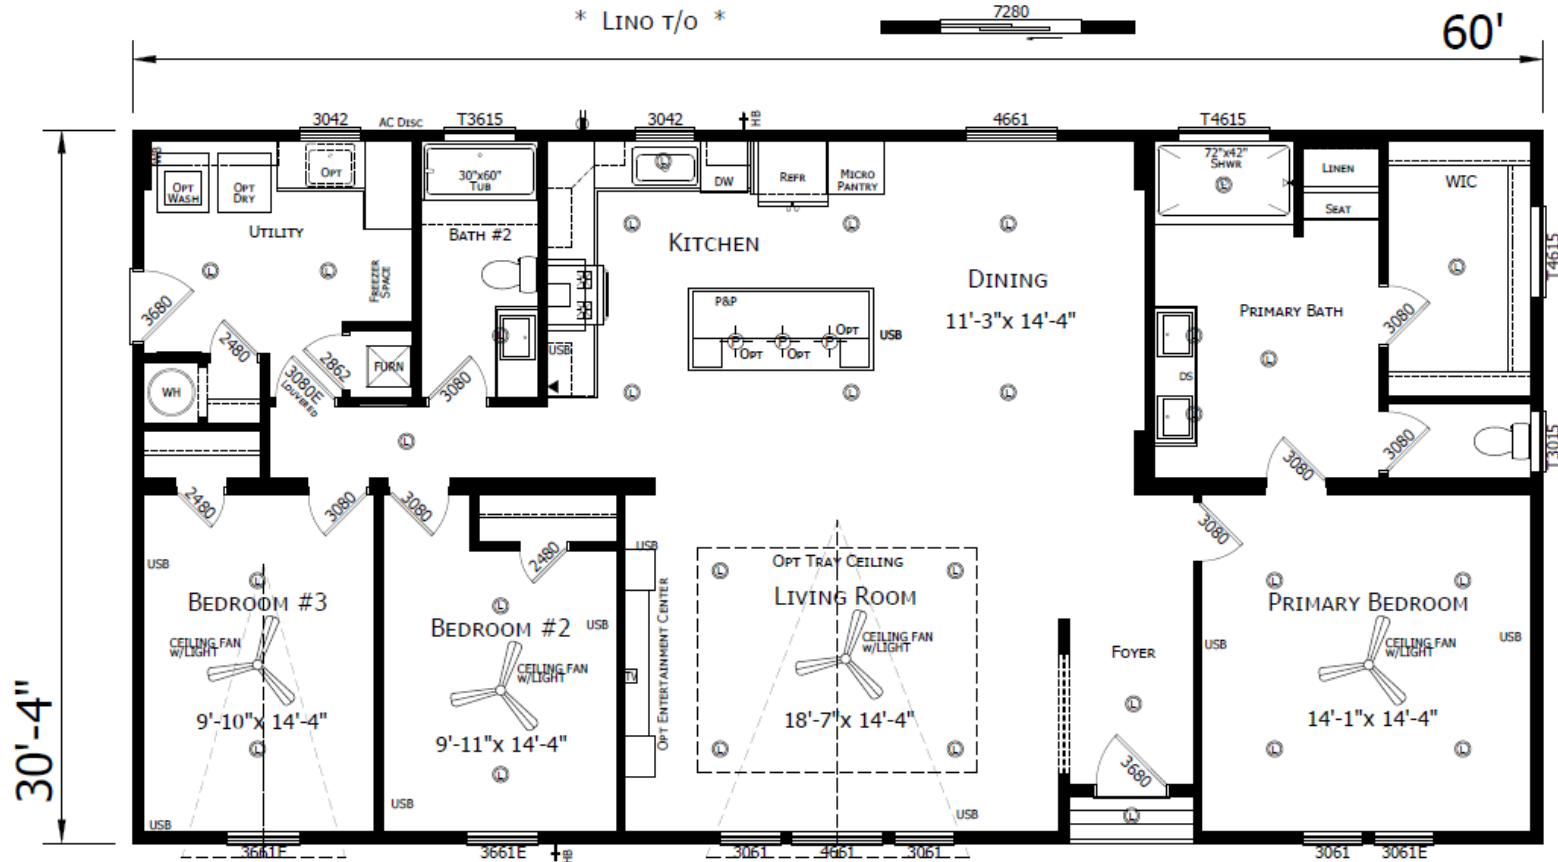 * LINO T/O *
7280
60'
30'-4"
3042
AC DISC
T3615
3042
HB
4661
T4615
OPT
WASH
OPT
DRY
OPT
30"x60"
TUB
DW
REFR
MICRO
PANTRY
72"x42"
SHWR
LINEN
SEAT
WIC
T4615
UTILITY
BATH #2
KITCHEN
DINING
11'-3"x 14'-4"
FREEZER
SPACE
P&P
OPT
OPT
OPT
P
P
P
USB
USB
PRIMARY BATH
3680
2480
2862
3080E
LOUVERED
FURN
WH
3080
DS
3080
3080
3080
T3015
2480
3080
3080
2480
3080
USB
USB
BEDROOM #3
CEILING FAN
w/LIGHT
9'-10"x 14'-4"
USB
USB
BEDROOM #2
USB
CEILING FAN
w/LIGHT
9'-11"x 14'-4"
USB
TV
OPT ENTERTAINMENT CENTER
OPT TRAY CEILING
LIVING ROOM
CEILING FAN
w/LIGHT
18'-7"x 14'-4"
USB
FOYER
3680
PRIMARY BEDROOM
USB
CEILING FAN
w/LIGHT
USB
14'-1"x 14'-4"
3661E
3661E
HB
3061
4661
3061
3061
3061E